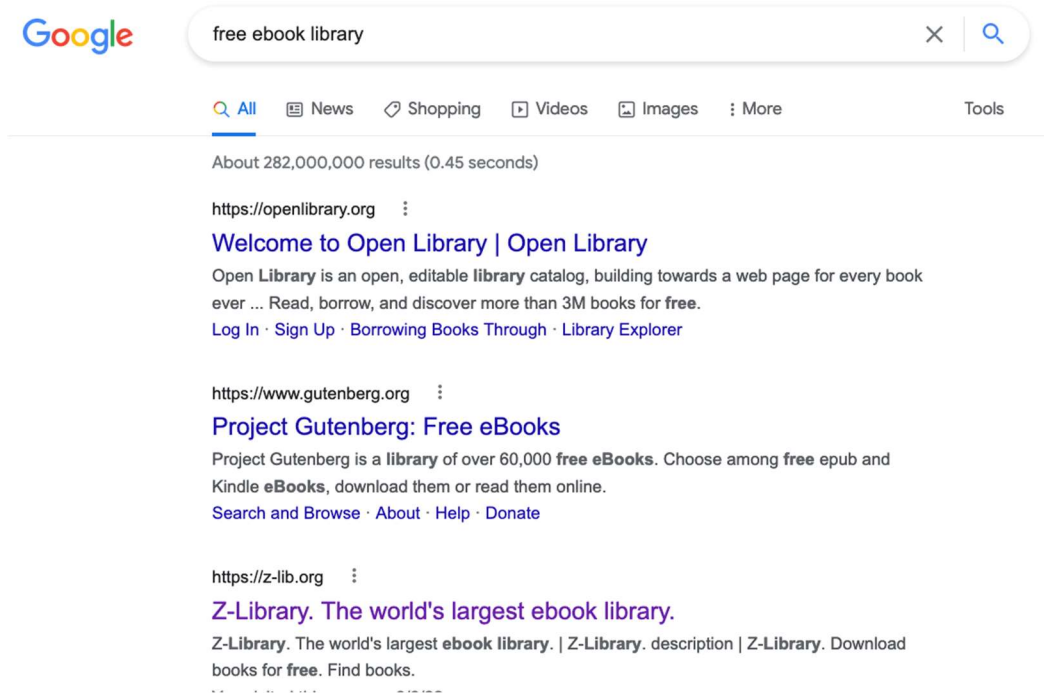 Google
free ebook library
All News Shopping Videos Images More Tools
About 282,000,000 results (0.45 seconds)
https://openlibrary.org
Welcome to Open Library | Open Library
Open Library is an open, editable library catalog, building towards a web page for every book
ever ... Read, borrow, and discover more than 3M books for free.
Log In · Sign Up · Borrowing Books Through · Library Explorer
https://www.gutenberg.org
Project Gutenberg: Free eBooks
Project Gutenberg is a library of over 60,000 free eBooks. Choose among free epub and
Kindle eBooks, download them or read them online.
Search and Browse · About · Help · Donate
https://z-lib.org
Z-Library. The world's largest ebook library.
Z-Library. The world's largest ebook library. | Z-Library. description | Z-Library. Download
books for free. Find books.